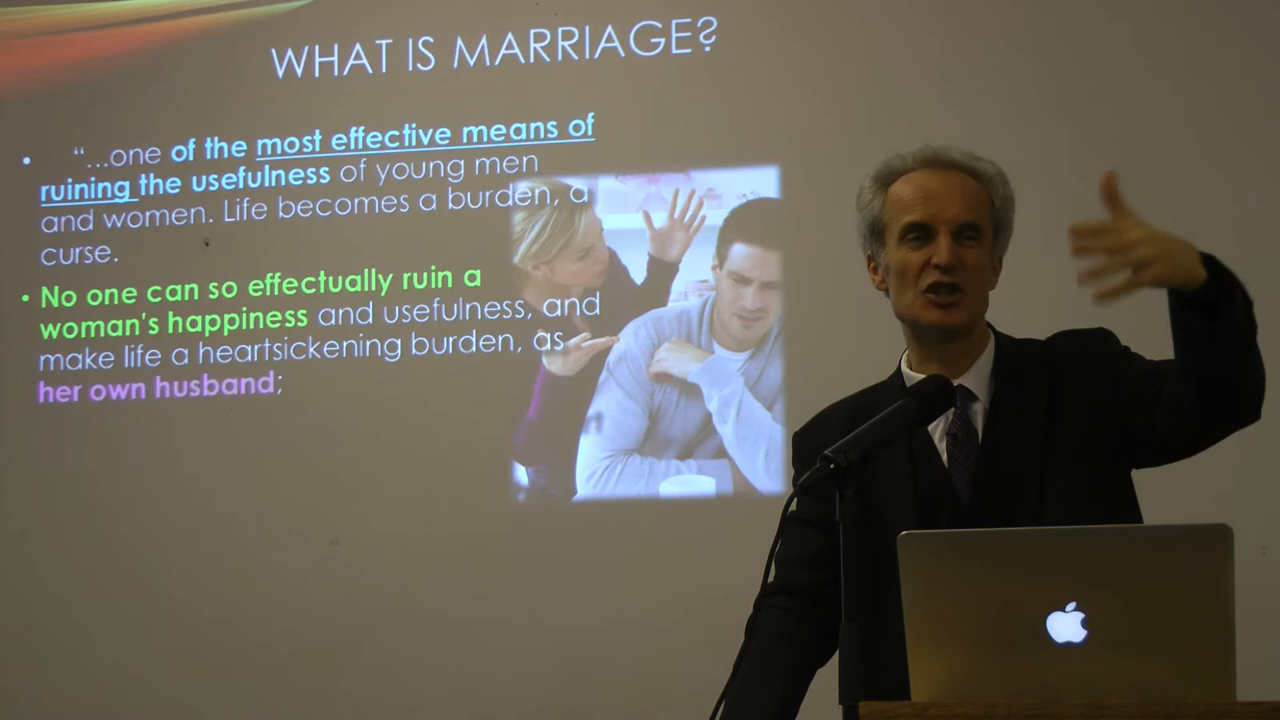 WHAT IS MARRIAGE?
• “...one of the most effective means of
ruining the usefulness of young men
and women. Life becomes a burden, a
curse.
• No one can so effectually ruin a
woman's happiness and usefulness, and
make life a heartsickening burden, as
her own husband;